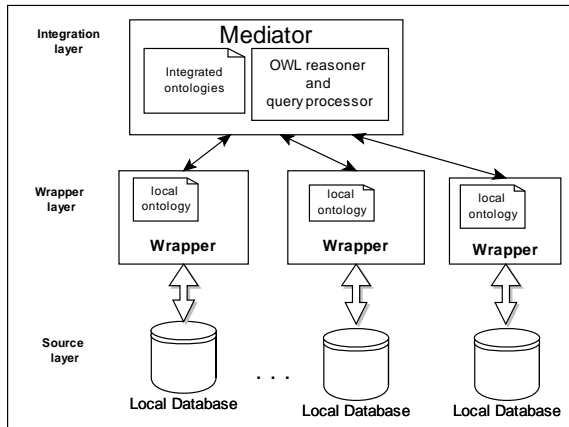 Integration
layer
Mediator
Integrated
ontologies
OWL reasoner
and
query processor
Wrapper
layer
local
ontology
Wrapper
local
ontology
Wrapper
local
ontology
Wrapper
Source
layer
. . .
Local Database
Local Database
Local Database